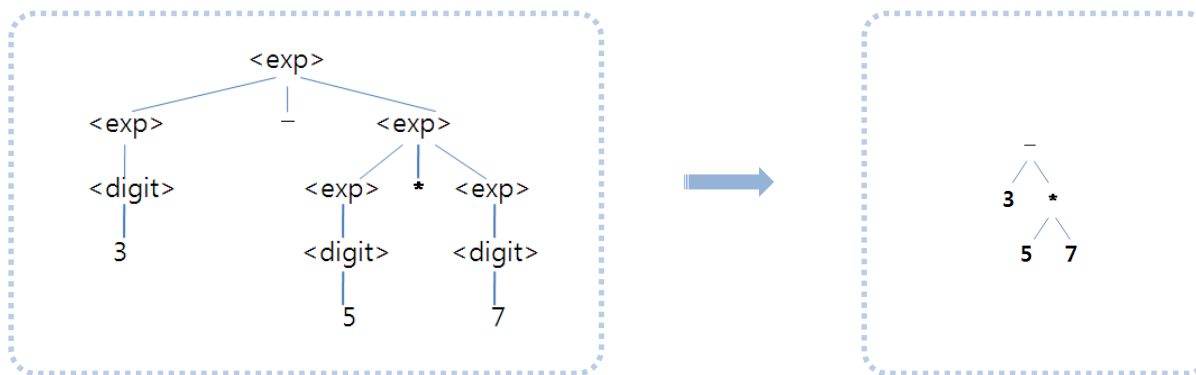 <exp>
<exp> – <exp>
–
<digit> <exp> * <exp>
3 *
3 <digit> <digit>
5 7
5 7